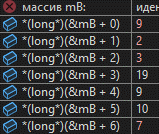 массив mB: иден
*(long*)(&mB + 0) 9
*(long*)(&mB + 1) 2
*(long*)(&mB + 2) 3
*(long*)(&mB + 3) 19
*(long*)(&mB + 4) 9
*(long*)(&mB + 5) 10
*(long*)(&mB + 6) 7